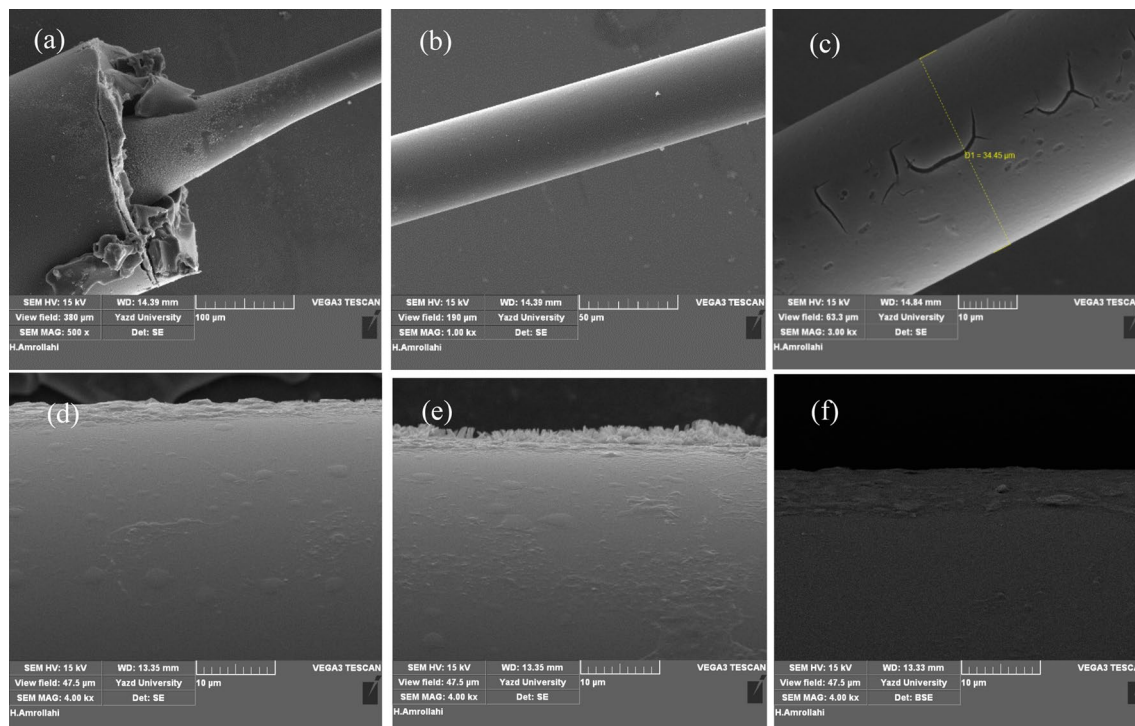 (a)
SEM HV: 15 kV WD: 14.39 mm VEGA3 TESCAN
View field: 380 µm Yazd University 100 µm
SEM MAG: 500 x Det: SE
H.Amrollahi
(b)
SEM HV: 15 kV WD: 14.39 mm VEGA3 TESCAN
View field: 190 µm Yazd University 50 µm
SEM MAG: 1.00 kx Det: SE
H.Amrollahi
(c)
D1 = 34.45 µm
SEM HV: 15 kV WD: 14.84 mm VEGA3 TESCAN
View field: 63.3 µm Yazd University 10 µm
SEM MAG: 3.00 kx Det: SE
H.Amrollahi
(d)
SEM HV: 15 kV WD: 13.35 mm VEGA3 TESCAN
View field: 47.5 µm Yazd University 10 µm
SEM MAG: 4.00 kx Det: SE
H.Amrollahi
(e)
SEM HV: 15 kV WD: 13.35 mm VEGA3 TESCAN
View field: 47.5 µm Yazd University 10 µm
SEM MAG: 4.00 kx Det: SE
H.Amrollahi
(f)
SEM HV: 15 kV WD: 13.33 mm VEGA3 TESCAN
View field: 47.5 µm Yazd University 10 µm
SEM MAG: 4.00 kx Det: BSE
H.Amrollahi